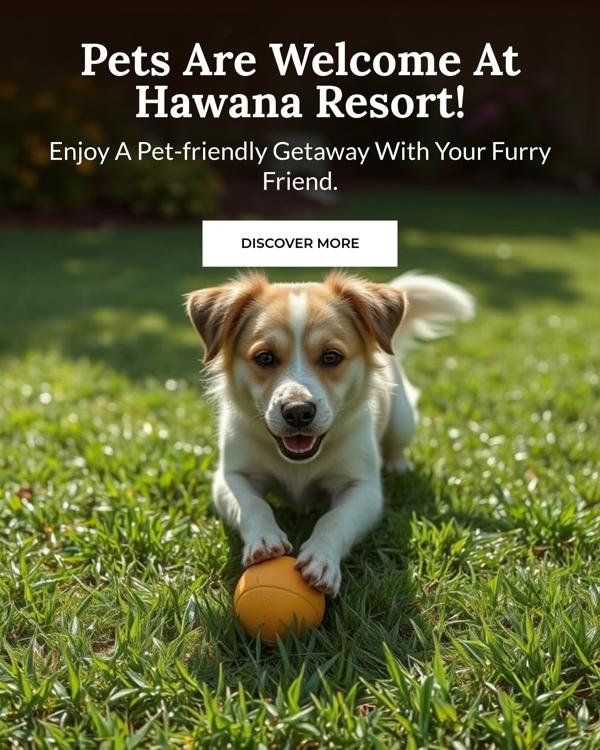 Pets Are Welcome At
Hawana Resort!
Enjoy A Pet-friendly Getaway With Your Furry
Friend.
DISCOVER MORE